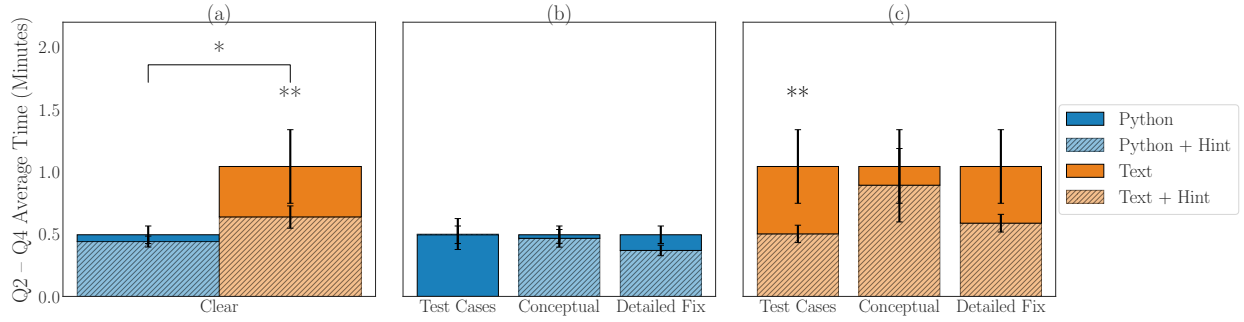 (a)
(b)
(c)
Q2 – Q4 Average Time (Minutes)
2.0
1.5
1.0
0.5
0.0
*
**
**
Clear
Test Cases
Conceptual
Detailed Fix
Test Cases
Conceptual
Detailed Fix
Python
Python + Hint
Text
Text + Hint